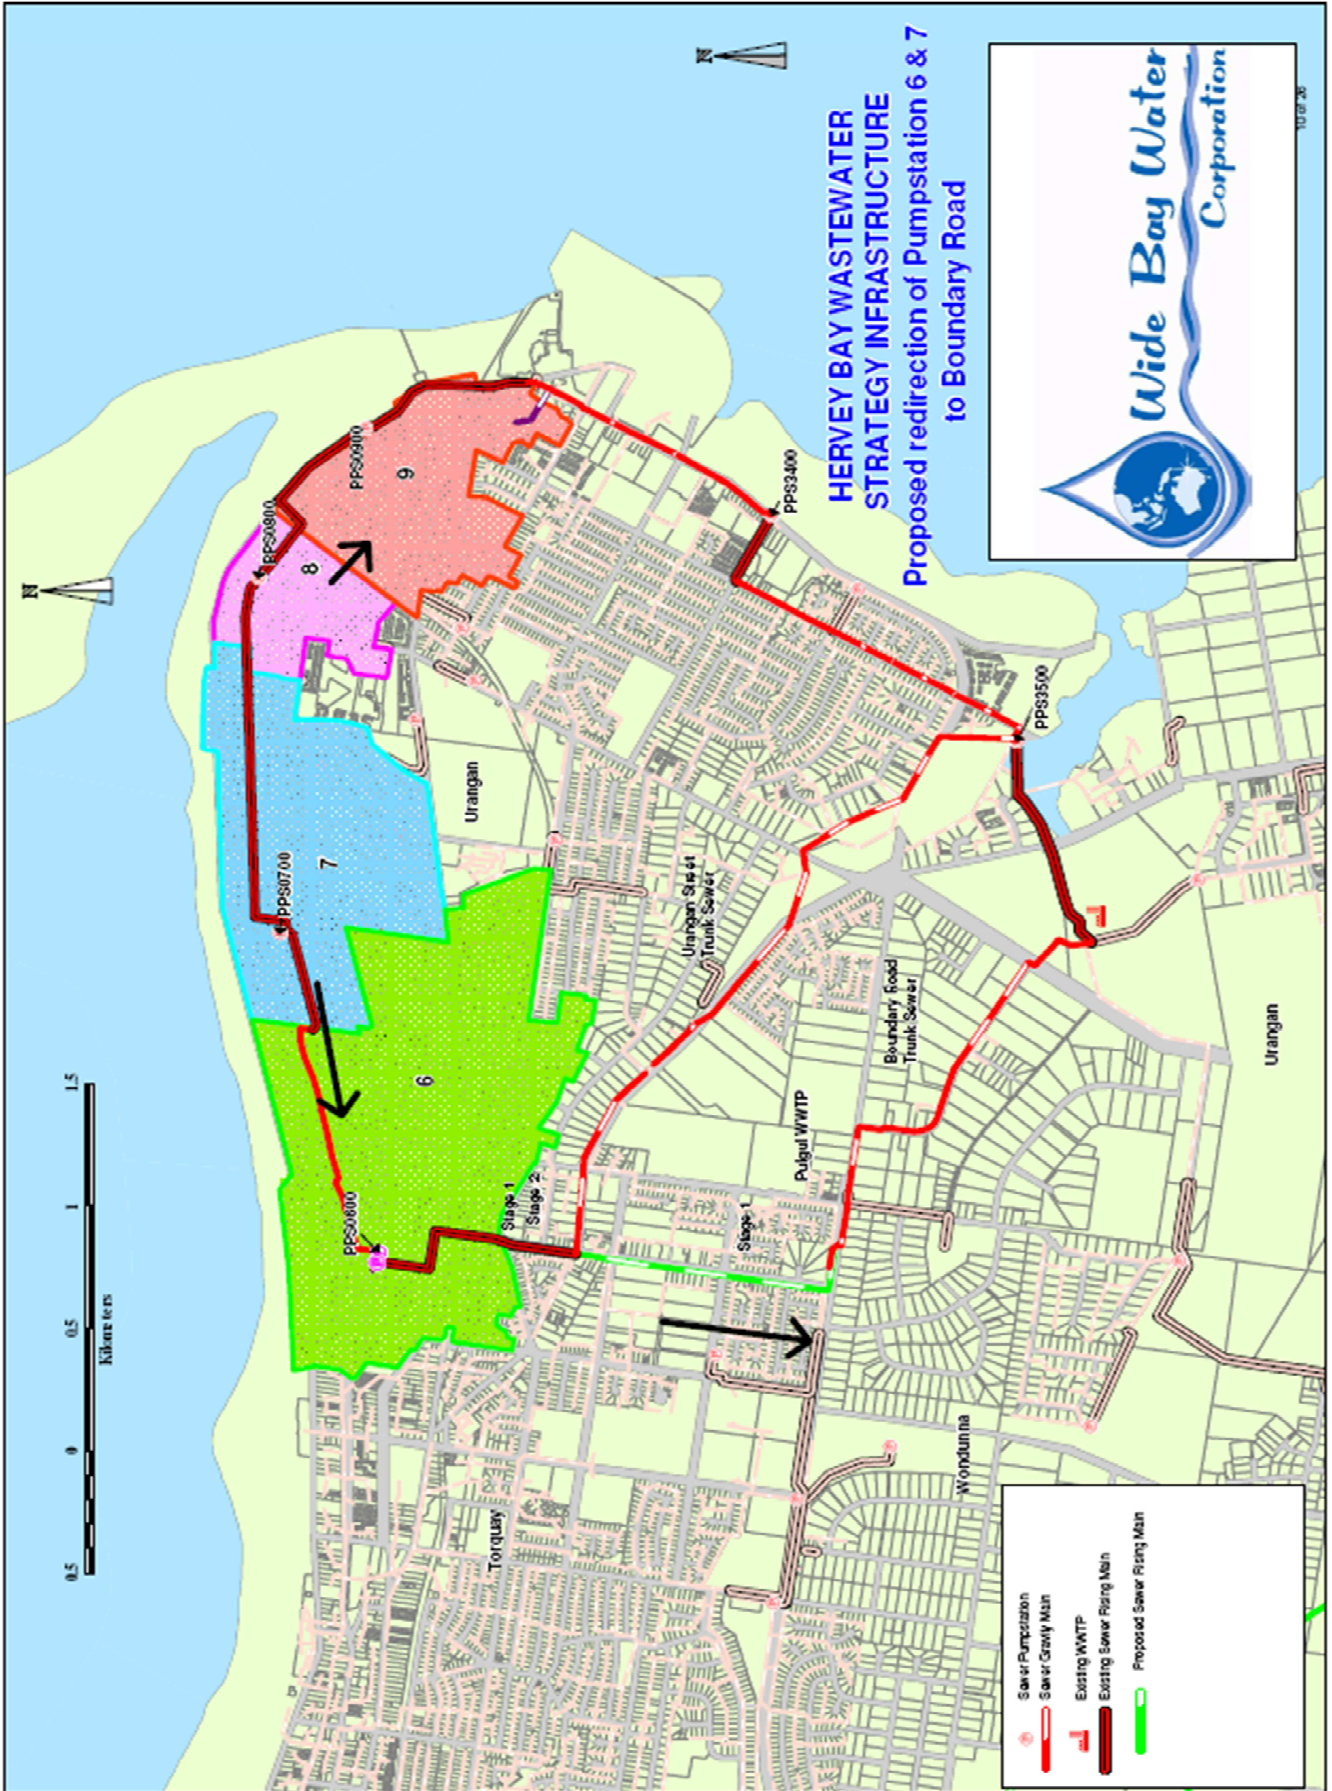 HERVEY BAY WASTEWATER
STRATEGY INFRASTRUCTURE
Proposed redirection of Pumpstation 6 & 7
to Boundary Road
Wide Bay Water
Corporation
10 of 26
N
N
0.5
0
0.5
1
1.5
Kilometers
PPS0600
PPS0700
PPS0800
PPS0900
PPS3400
PPS3500
6
7
8
9
Urangan
Urangan Street
Trunk Sewer
Boundary Road
Trunk Sewer
Stage 1
Stage 2
Stage 1
Pulgul WWTP
Torquay
Wondunna
Urangan
Sewer Pumpstation
Sewer Gravity Main
Existing WWTP
Existing Sewer Rising Main
Proposed Sewer Rising Main